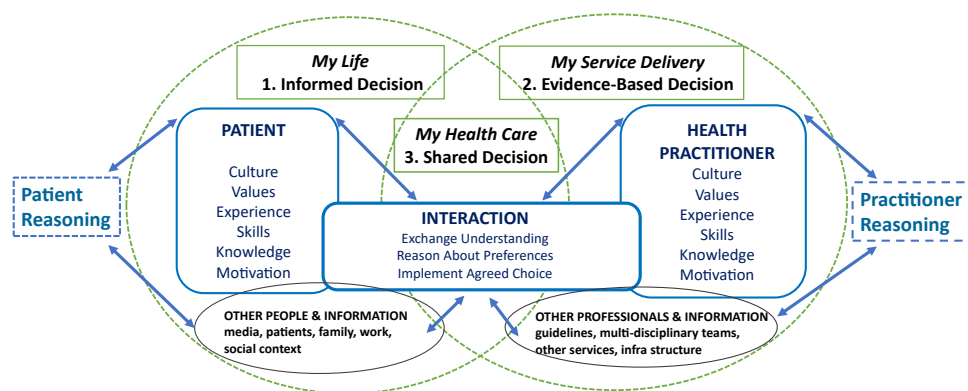 My Life
1. Informed Decision
My Service Delivery
2. Evidence-Based Decision
My Health Care
3. Shared Decision
PATIENT
Culture
Values
Experience
Skills
Knowledge
Motivation
HEALTH
PRACTITIONER
Culture
Values
Experience
Skills
Knowledge
Motivation
Patient
Reasoning
Practitioner
Reasoning
INTERACTION
Exchange Understanding
Reason About Preferences
Implement Agreed Choice
OTHER PEOPLE & INFORMATION
media, patients, family, work,
social context
OTHER PROFESSIONALS & INFORMATION
guidelines, multi-disciplinary teams,
other services, infra structure